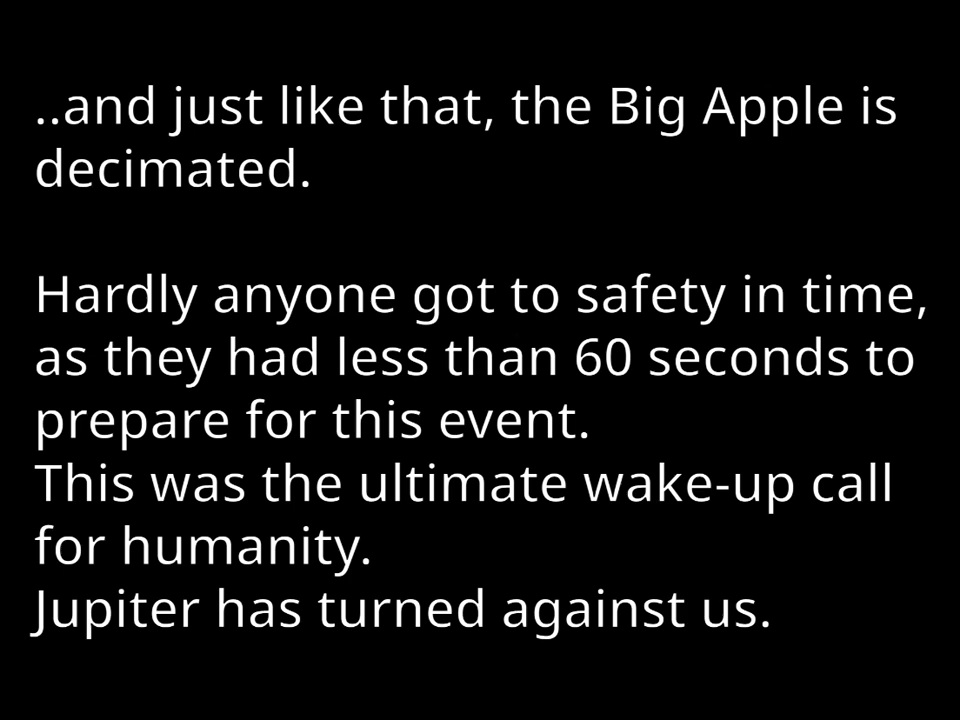 ..and just like that, the Big Apple is
decimated.
Hardly anyone got to safety in time,
as they had less than 60 seconds to
prepare for this event.
This was the ultimate wake-up call
for humanity.
Jupiter has turned against us.